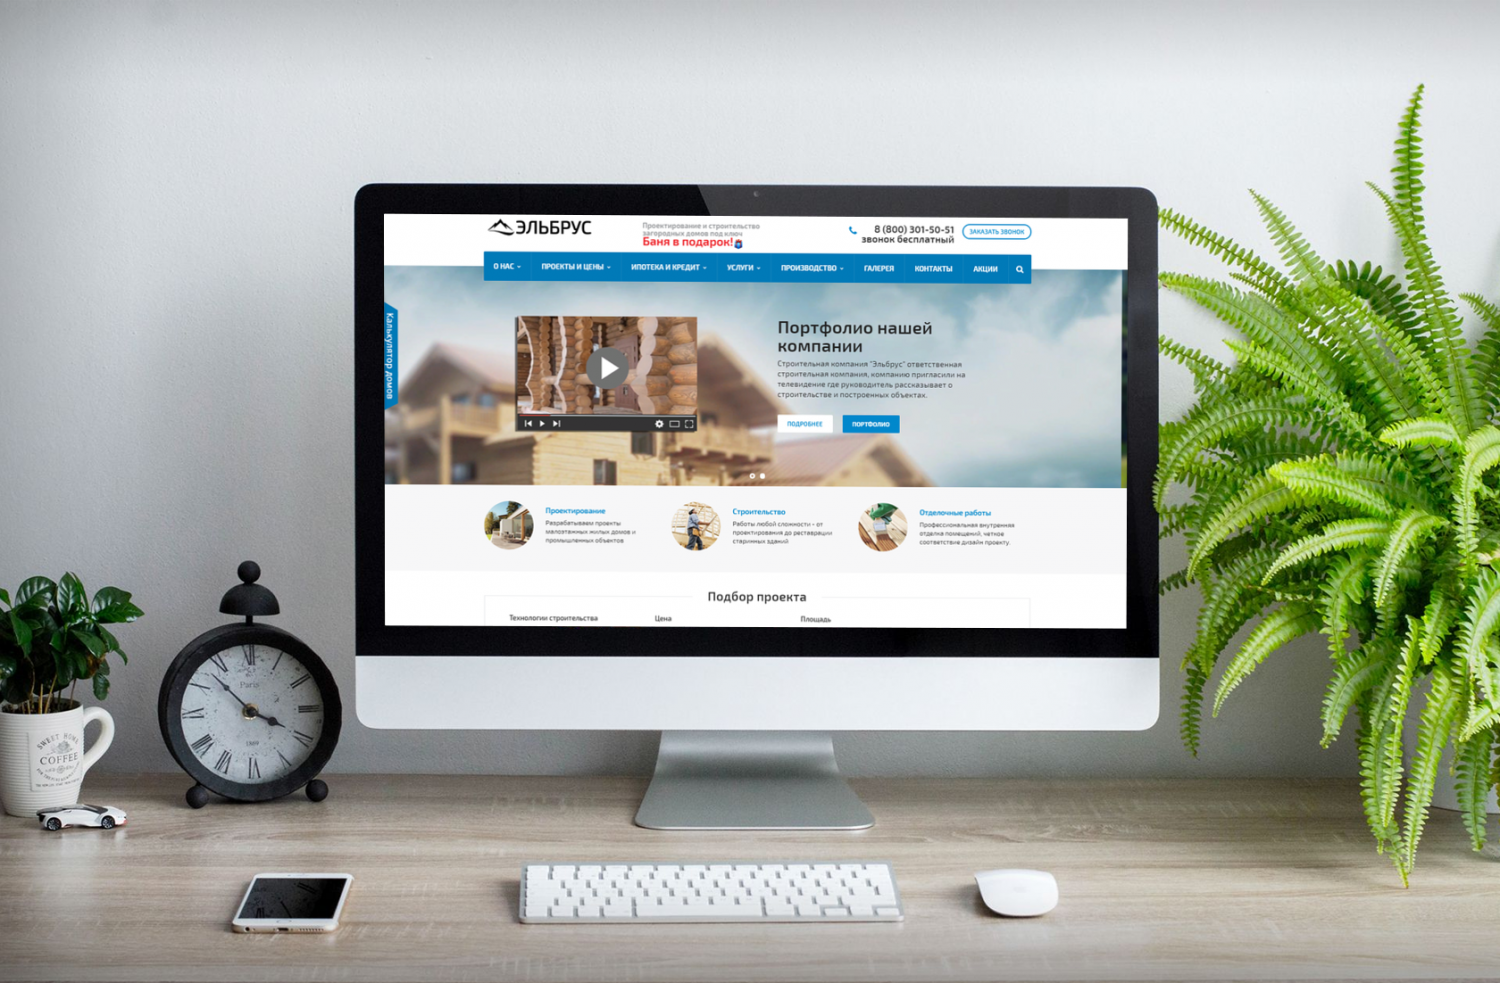 ЭЛЬБРУС
Проектирование и строительство
загородных домов под ключ
Баня в подарок!
8 (800) 301-50-51
звонок бесплатный
ЗАКАЗАТЬ ЗВОНОК
О НАС
ПРОЕКТЫ И ЦЕНЫ
ИПОТЕКА И КРЕДИТ
УСЛУГИ
ПРОИЗВОДСТВО
ГАЛЕРЕЯ
КОНТАКТЫ
АКЦИИ
Калькулятор домов
Портфолио нашей
компании
Строительная компания "Эльбрус" ответственная
строительная компания, компанию пригласили на
телевидение где руководитель рассказывает о
строительстве и построенных объектах.
ПОДРОБНЕЕ
ПОРТФОЛИО
Проектирование
Разрабатываем проекты
малоэтажных жилых домов и
промышленных объектов
Строительство
Работы любой сложности - от
проектирования до реставрации
старинных зданий
Отделочные работы
Профессиональная внутренняя
отделка помещений, четкое
соответствие дизайн проекту.
Подбор проекта
Технологии строительства
Цена
Площадь
Paris
1889
SWEET HOME
COFFEE